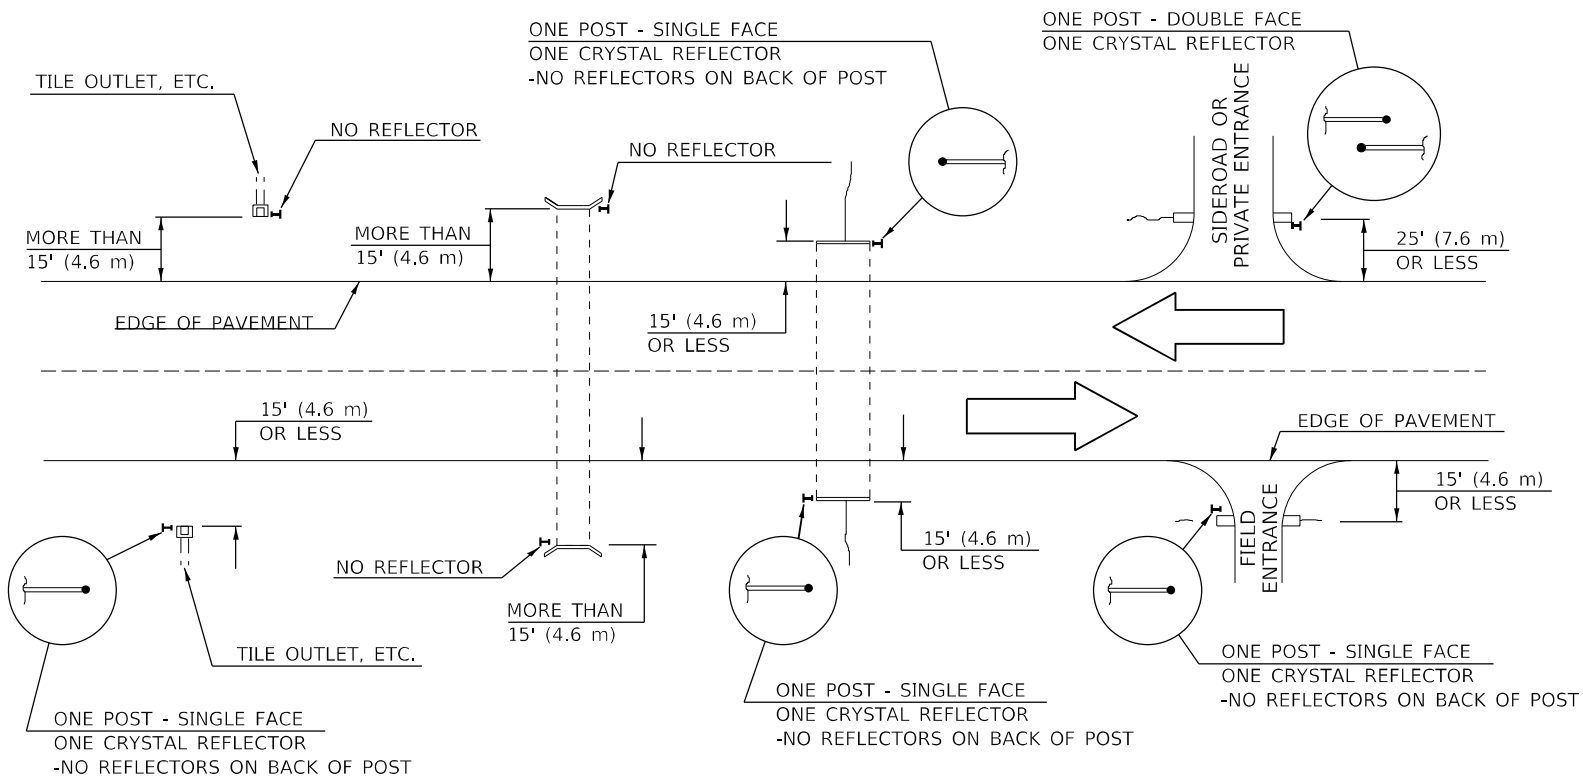 ONE POST - SINGLE FACE
ONE CRYSTAL REFLECTOR
-NO REFLECTORS ON BACK OF POST
ONE POST - DOUBLE FACE
ONE CRYSTAL REFLECTOR
TILE OUTLET, ETC.
NO REFLECTOR
NO REFLECTOR
SIDEROAD OR
PRIVATE ENTRANCE
MORE THAN
15' (4.6 m)
MORE THAN
15' (4.6 m)
25' (7.6 m)
OR LESS
EDGE OF PAVEMENT
15' (4.6 m)
OR LESS
15' (4.6 m)
OR LESS
EDGE OF PAVEMENT
15' (4.6 m)
OR LESS
FIELD
ENTRANCE
15' (4.6 m)
OR LESS
NO REFLECTOR
MORE THAN
15' (4.6 m)
TILE OUTLET, ETC.
ONE POST - SINGLE FACE
ONE CRYSTAL REFLECTOR
-NO REFLECTORS ON BACK OF POST
ONE POST - SINGLE FACE
ONE CRYSTAL REFLECTOR
-NO REFLECTORS ON BACK OF POST
ONE POST - SINGLE FACE
ONE CRYSTAL REFLECTOR
-NO REFLECTORS ON BACK OF POST